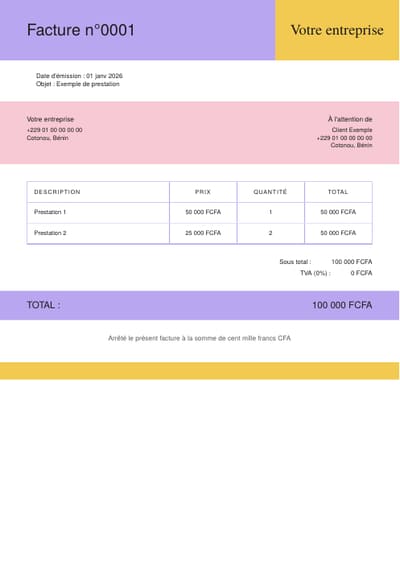 Facture n°0001
Votre entreprise
Date d'émission : 01 janv 2026
Objet : Exemple de prestation
Votre entreprise
+229 01 00 00 00 00
Cotonou, Bénin
À l'attention de
Client Exemple
+229 01 00 00 00 00
Cotonou, Bénin
DESCRIPTION PRIX QUANTITÉ TOTAL
Prestation 1 50 000 FCFA 1 50 000 FCFA
Prestation 2 25 000 FCFA 2 50 000 FCFA
Sous total : 100 000 FCFA
TVA (0%) : 0 FCFA
TOTAL : 100 000 FCFA
Arrêté le présent facture à la somme de cent mille francs CFA